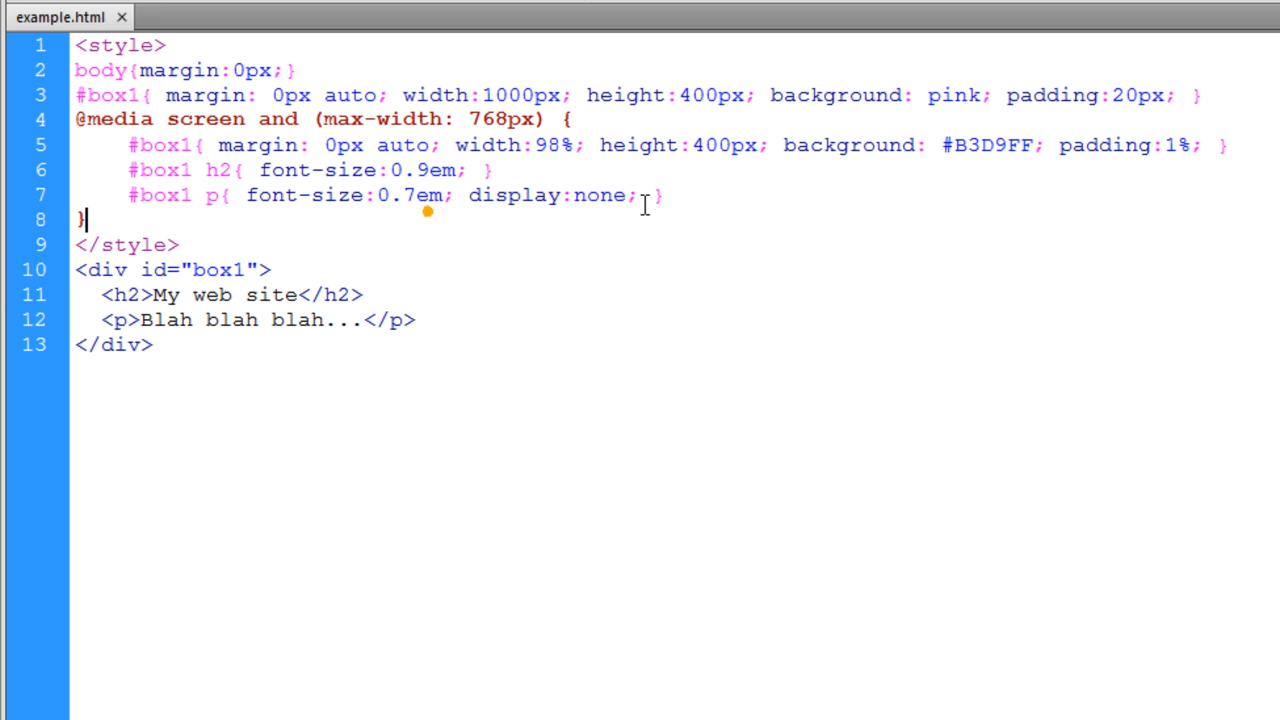 example.html ×
1 <style>
2 body{margin:0px;}
3 #box1{ margin: 0px auto; width:1000px; height:400px; background: pink; padding:20px; }
4 @media screen and (max-width: 768px) {
5     #box1{ margin: 0px auto; width:98%; height:400px; background: #B3D9FF; padding:1%; }
6     #box1 h2{ font-size:0.9em; }
7     #box1 p{ font-size:0.7em; display:none; }
8 }
9 </style>
10 <div id="box1">
11   <h2>My web site</h2>
12   <p>Blah blah blah...</p>
13 </div>